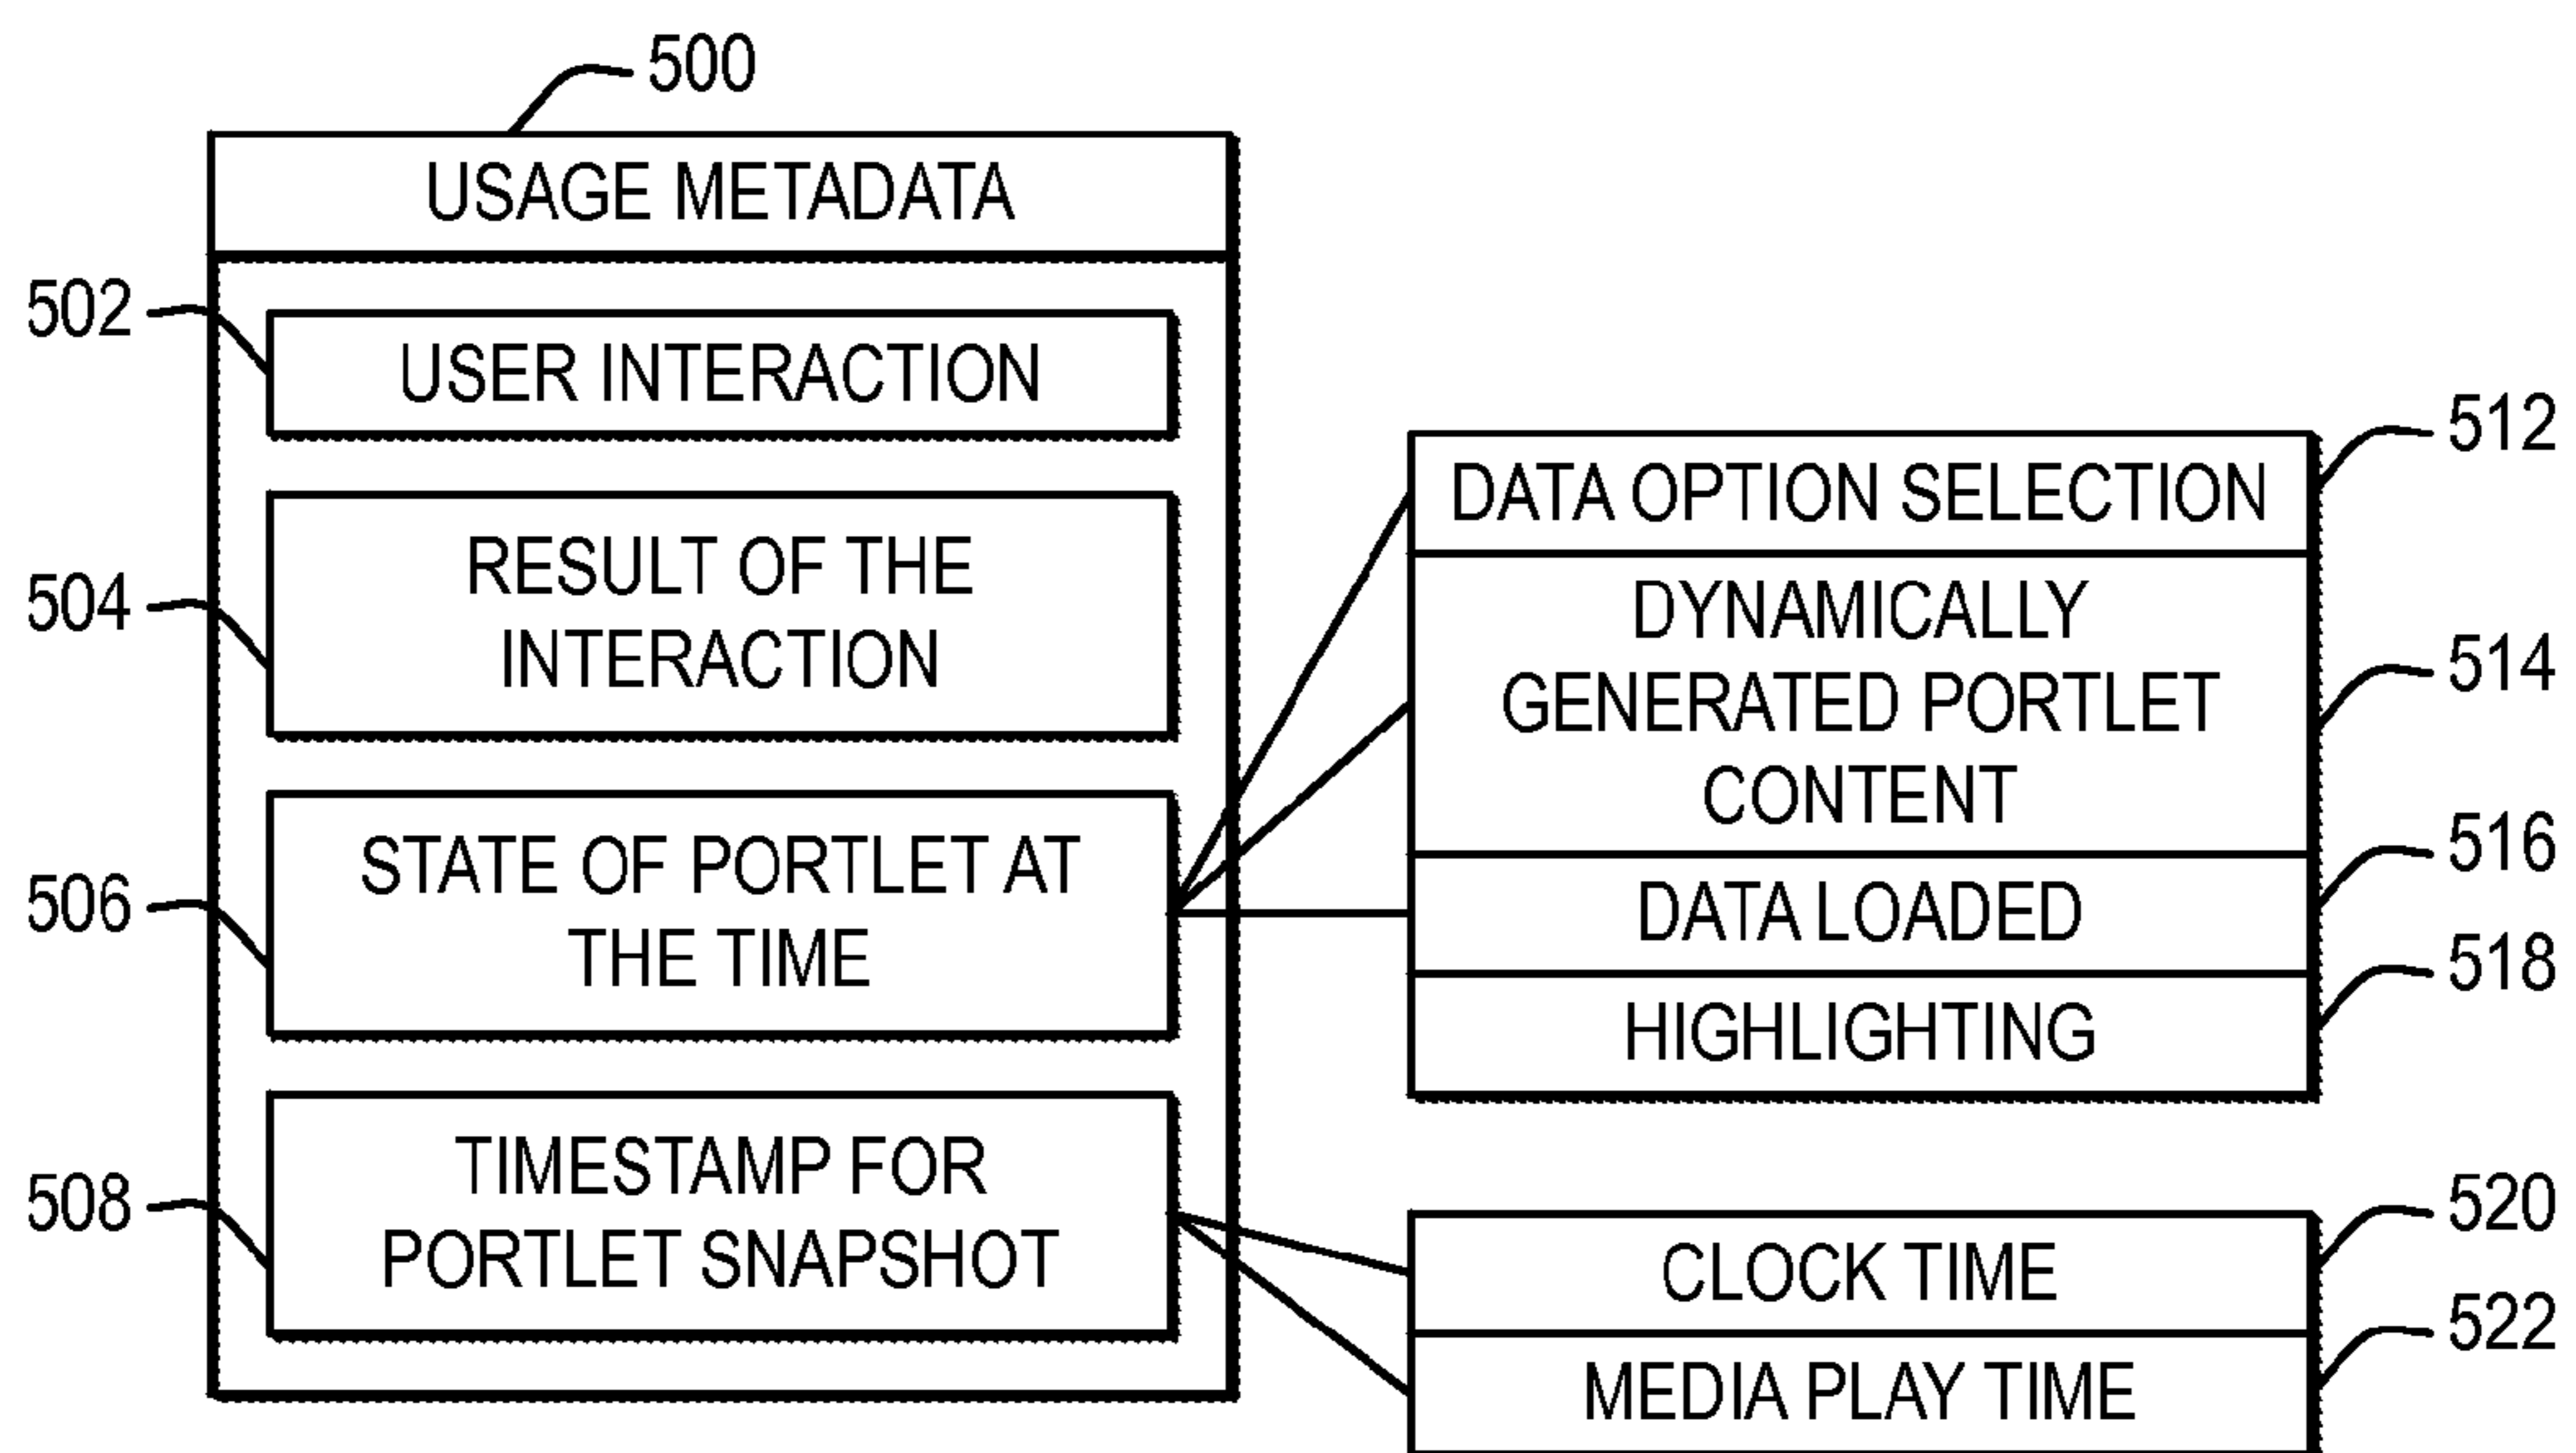 500
USAGE METADATA
502
USER INTERACTION
504
RESULT OF THE
INTERACTION
506
STATE OF PORTLET AT
THE TIME
508
TIMESTAMP FOR
PORTLET SNAPSHOT
512
DATA OPTION SELECTION
514
DYNAMICALLY
GENERATED PORTLET
CONTENT
516
DATA LOADED
518
HIGHLIGHTING
520
CLOCK TIME
522
MEDIA PLAY TIME